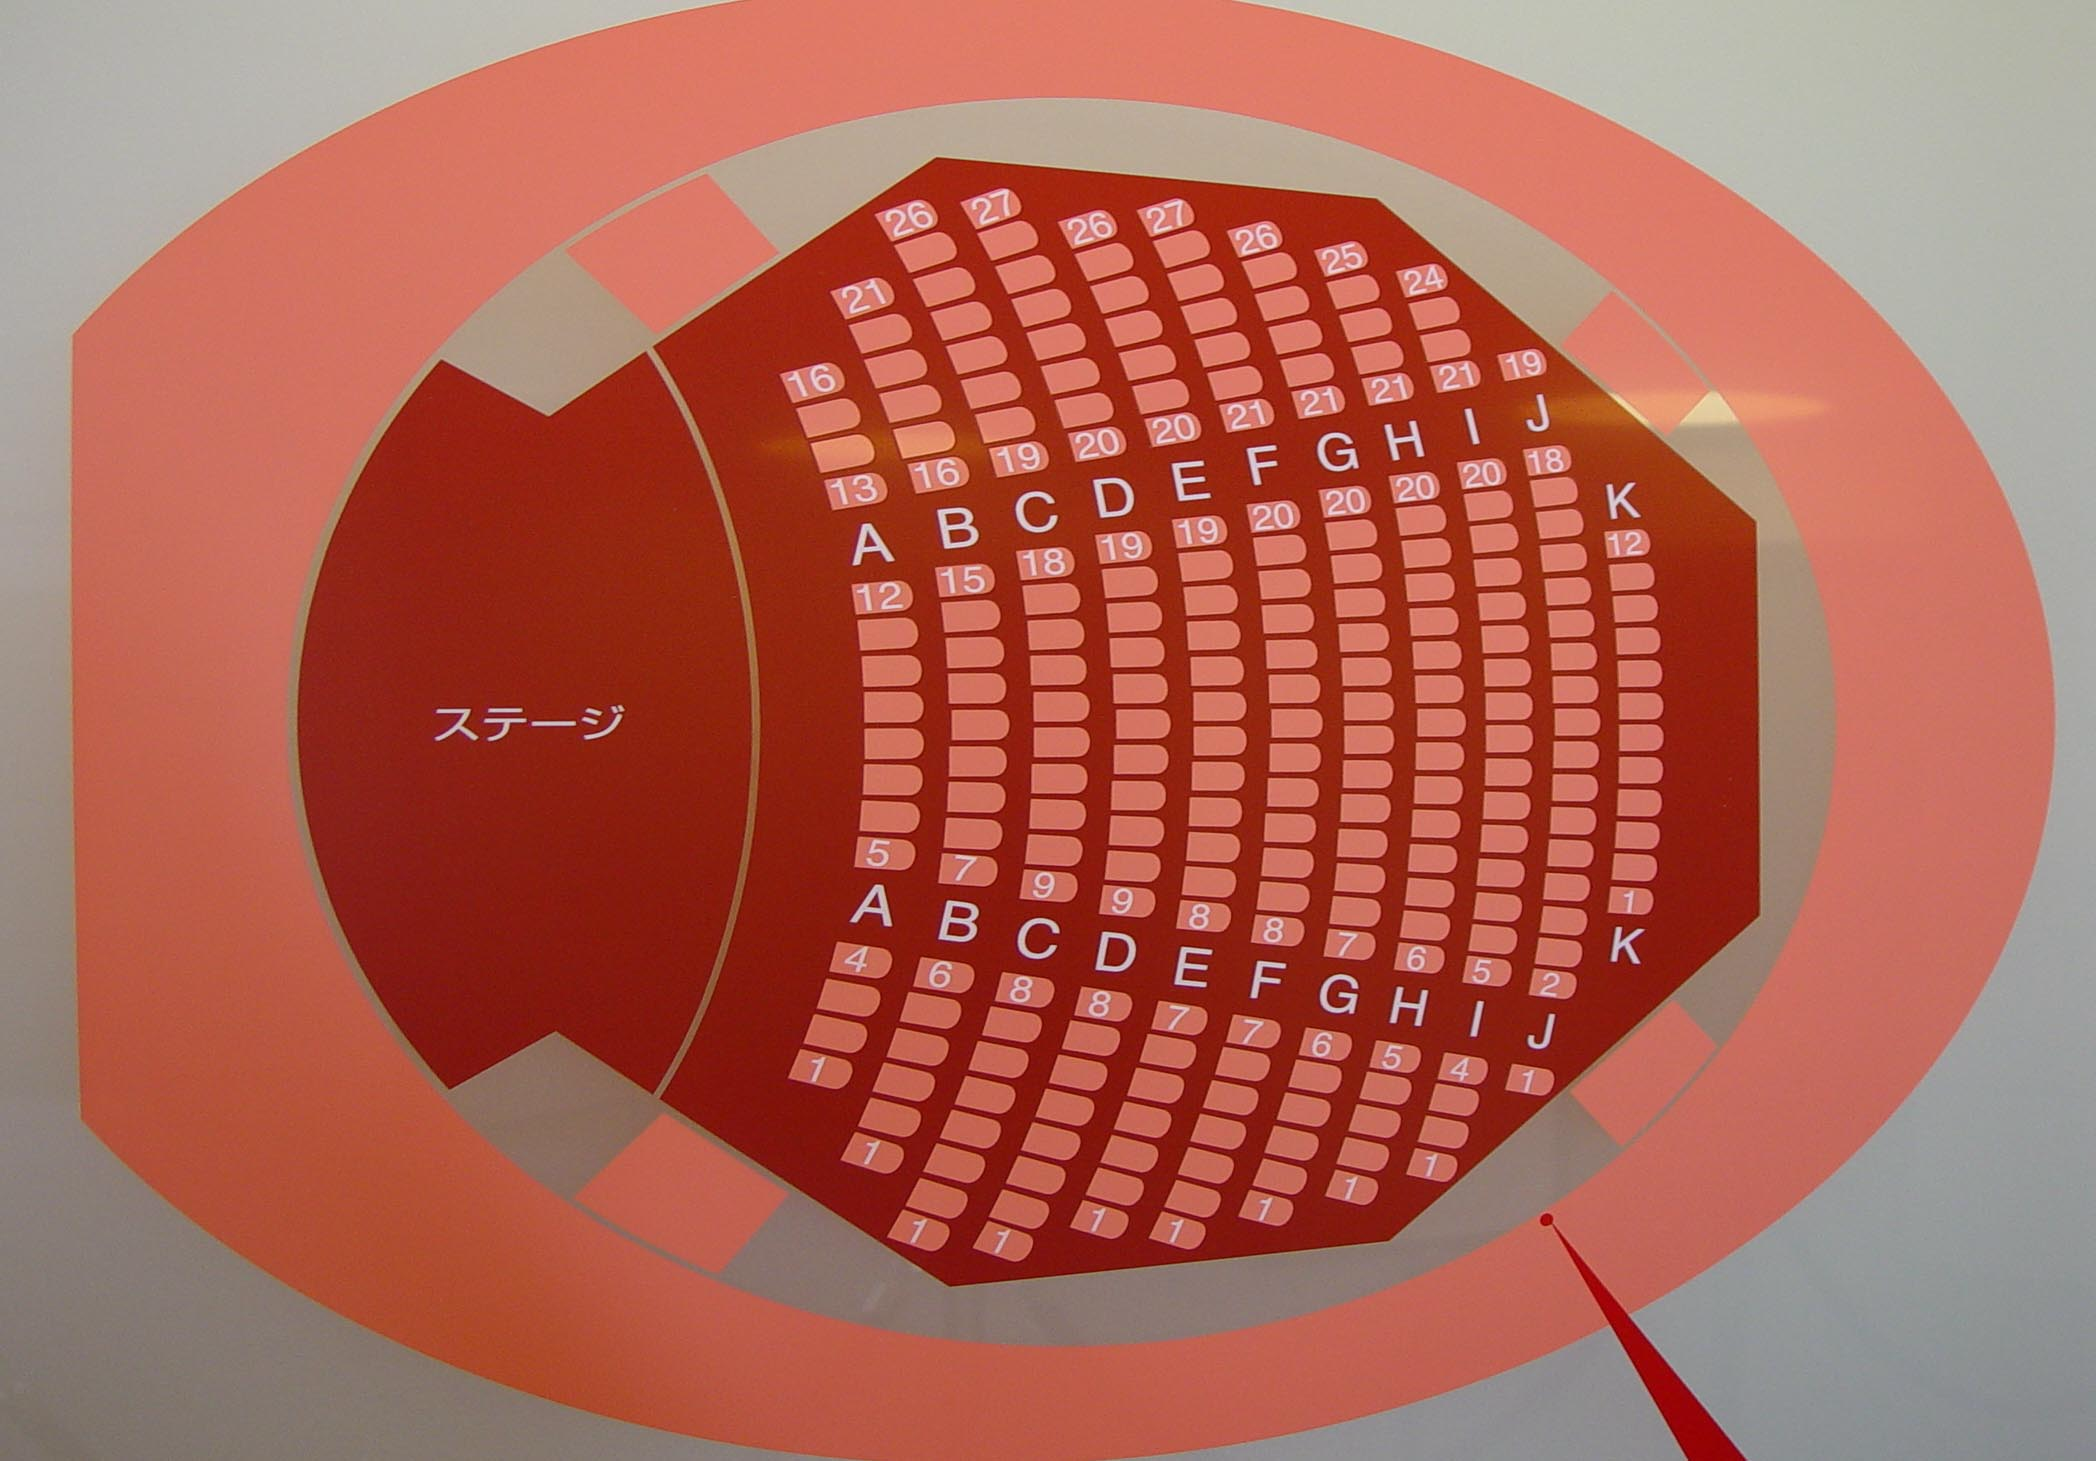 16 21 26 27 26 27 26 25 24 19
13 16 19 20 20 21 21 21 21
A B C D E F G H I J K
12 15 18 19 19 20 20 20 20 18 12
ステージ
5 7 9 9 8 8 7 6 5 2 1
A B C D E F G H I J K
4 6 8 8 7 7 6 5 4 1
1 1 1 1 1 1 1 1 1